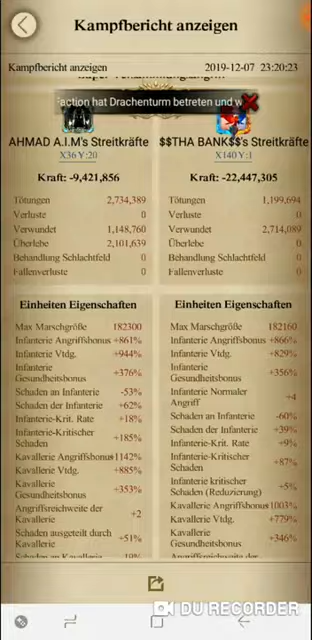 Kampfbericht anzeigen
Kampfbericht anzeigen 2019-12-07 23:20:23
Faction hat Drachenturm betreten und w
AHMAD A.I.M's Streitkräfte
X36 Y:20
Kraft: -9,421,856
Tötungen 2,734,389
Verluste 0
Verwundet 1,148,760
Überlebe 2,101,639
Behandlung Schlachtfeld 0
Fallenverluste 0
$$THA BANK$$'s Streitkräfte
X140 Y:1
Kraft: -22,447,305
Tötungen 1,199,694
Verluste 0
Verwundet 2,714,089
Überlebe 0
Behandlung Schlachtfeld 0
Fallenverluste 0
Einheiten Eigenschaften
Max Marschgröße 182300
Infanterie Angriffsbonus +861%
Infanterie Vtdg. +944%
Infanterie
Gesundheitsbonus +376%
Schaden an Infanterie -53%
Schaden der Infanterie +62%
Infanterie-Krit. Rate +18%
Infanterie-Kritischer
Schaden +185%
Kavallerie Angriffsbonus +1142%
Kavallerie Vtdg. +885%
Kavallerie
Gesundheitsbonus +353%
Angriffsreichweite der
Kavallerie +2
Schaden ausgeteilt durch
Kavallerie +51%
Schaden an Kavallerie -19%
Einheiten Eigenschaften
Max Marschgröße 182160
Infanterie Angriffsbonus +866%
Infanterie Vtdg. +829%
Infanterie
Gesundheitsbonus +356%
Infanterie Normaler
Angriff +4
Schaden an Infanterie -60%
Schaden der Infanterie +39%
Infanterie-Krit. Rate +9%
Infanterie-Kritischer
Schaden +87%
Infanterie kritischer
Schaden (Reduzierung) +5%
Kavallerie Angriffsbonus +1003%
Kavallerie Vtdg. +779%
Kavallerie
Gesundheitsbonus +346%
Angriffsreichweite der
DU RECORDER